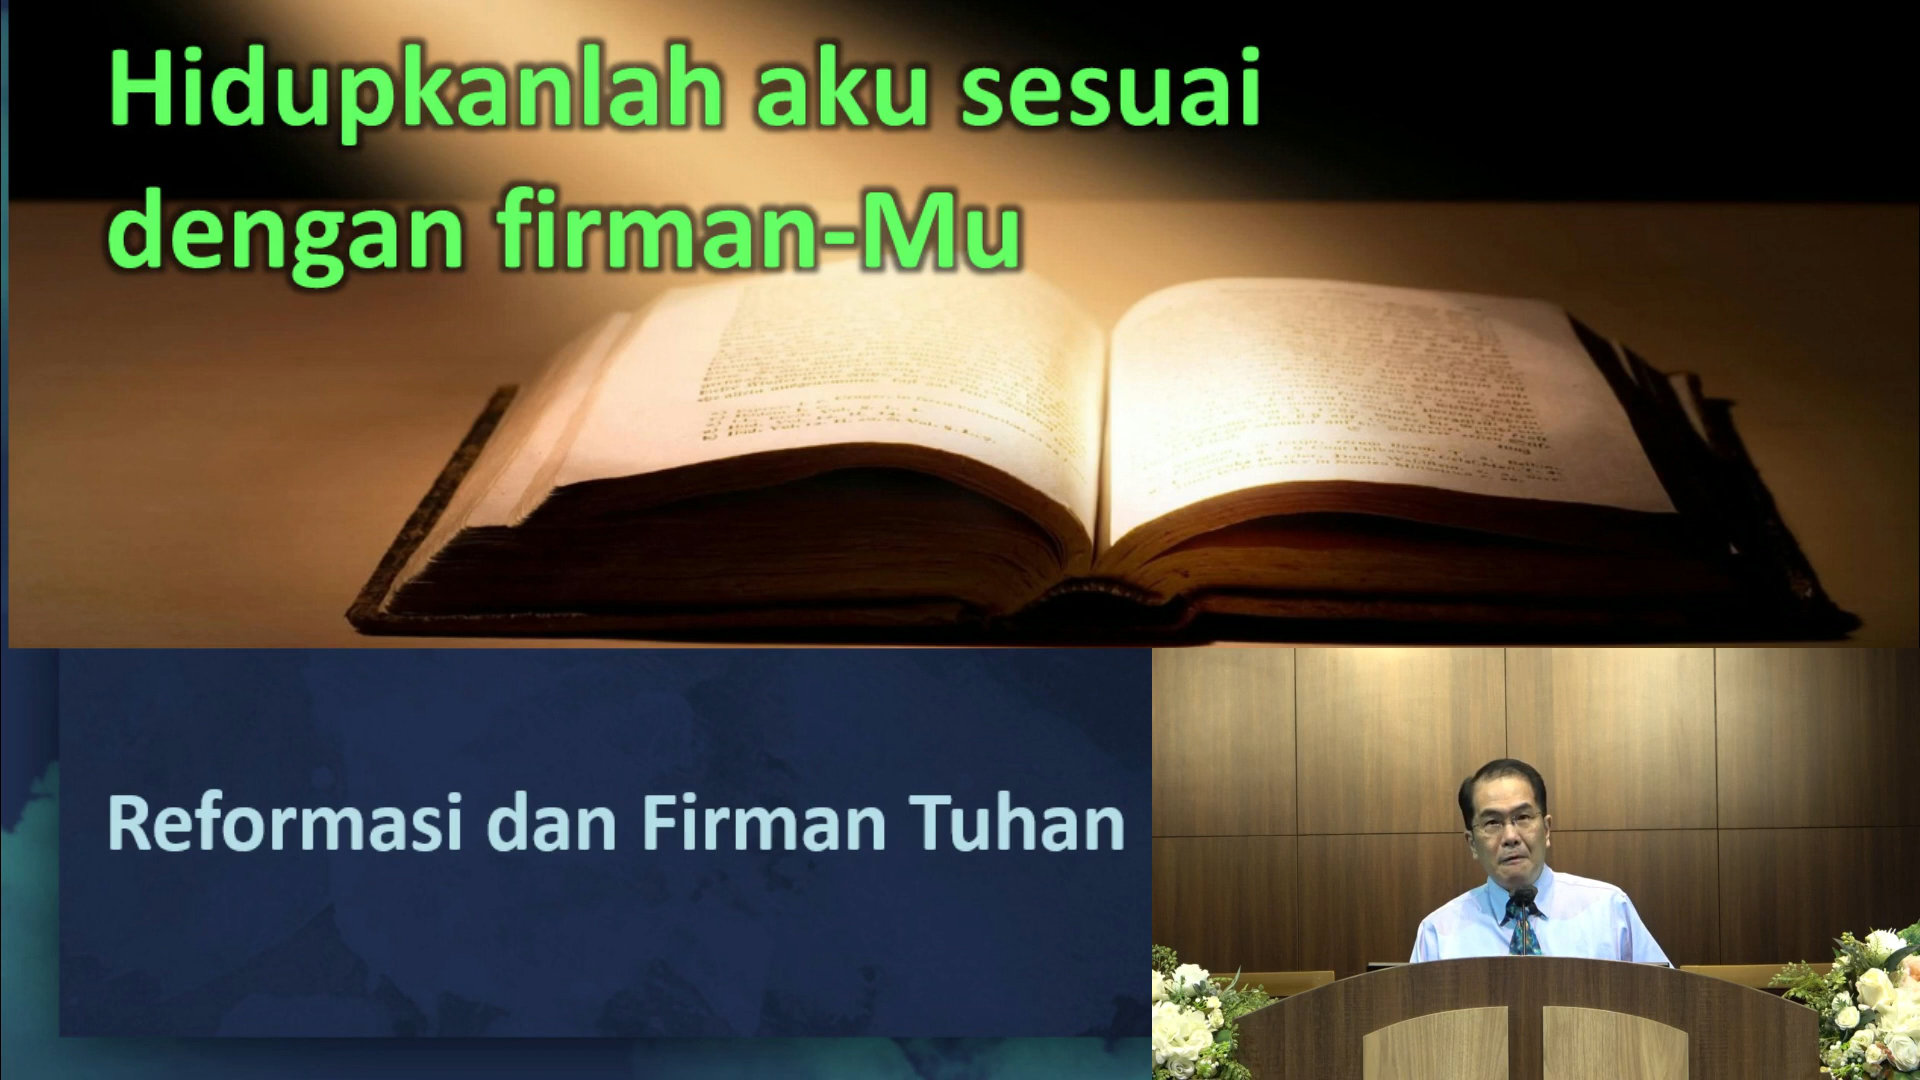 Hidupkanlah aku sesuai
dengan firman-Mu
Reformasi dan Firman Tuhan